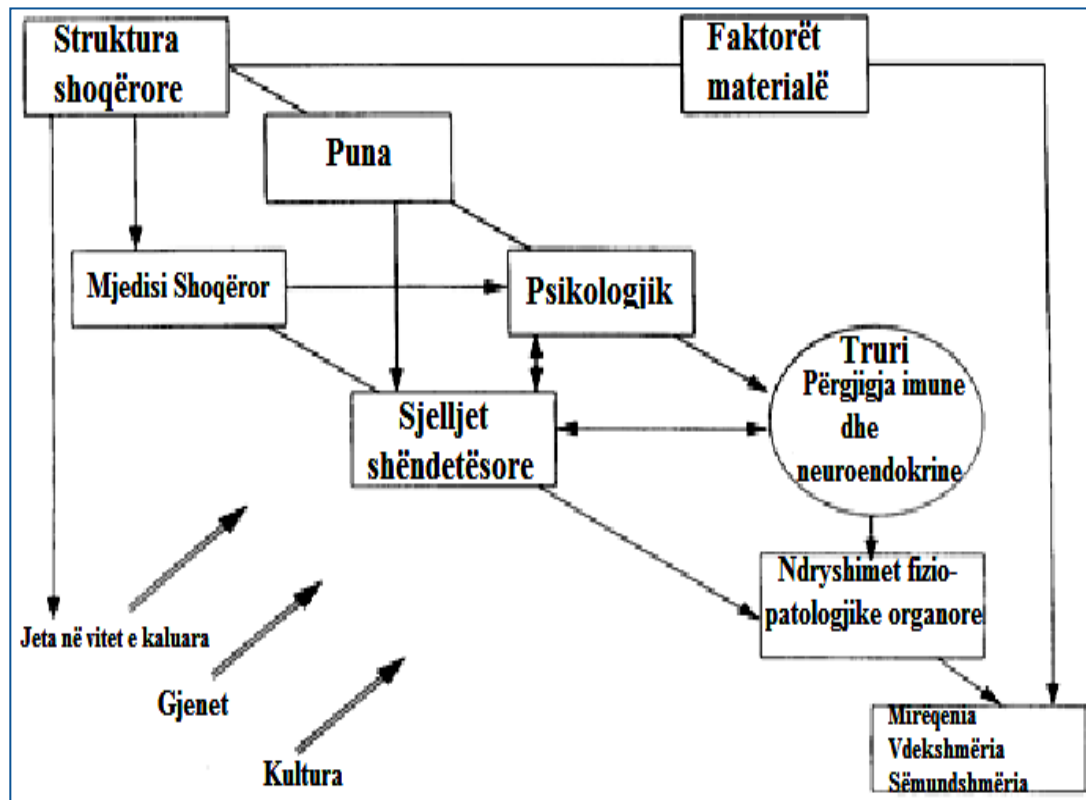 Struktura
shoqërore
Faktorët
materialë
Puna
Mjedisi Shoqëror
Psikologjik
Truri
Përgjigja imune
dhe
neuroendokrine
Sjelljet
shëndetësore
Ndryshimet fizio-
patologjike organore
Jeta në vitet e kaluara
Gjenet
Kultura
Mirëqenia
Vdekshmëria
Sëmundshmëria